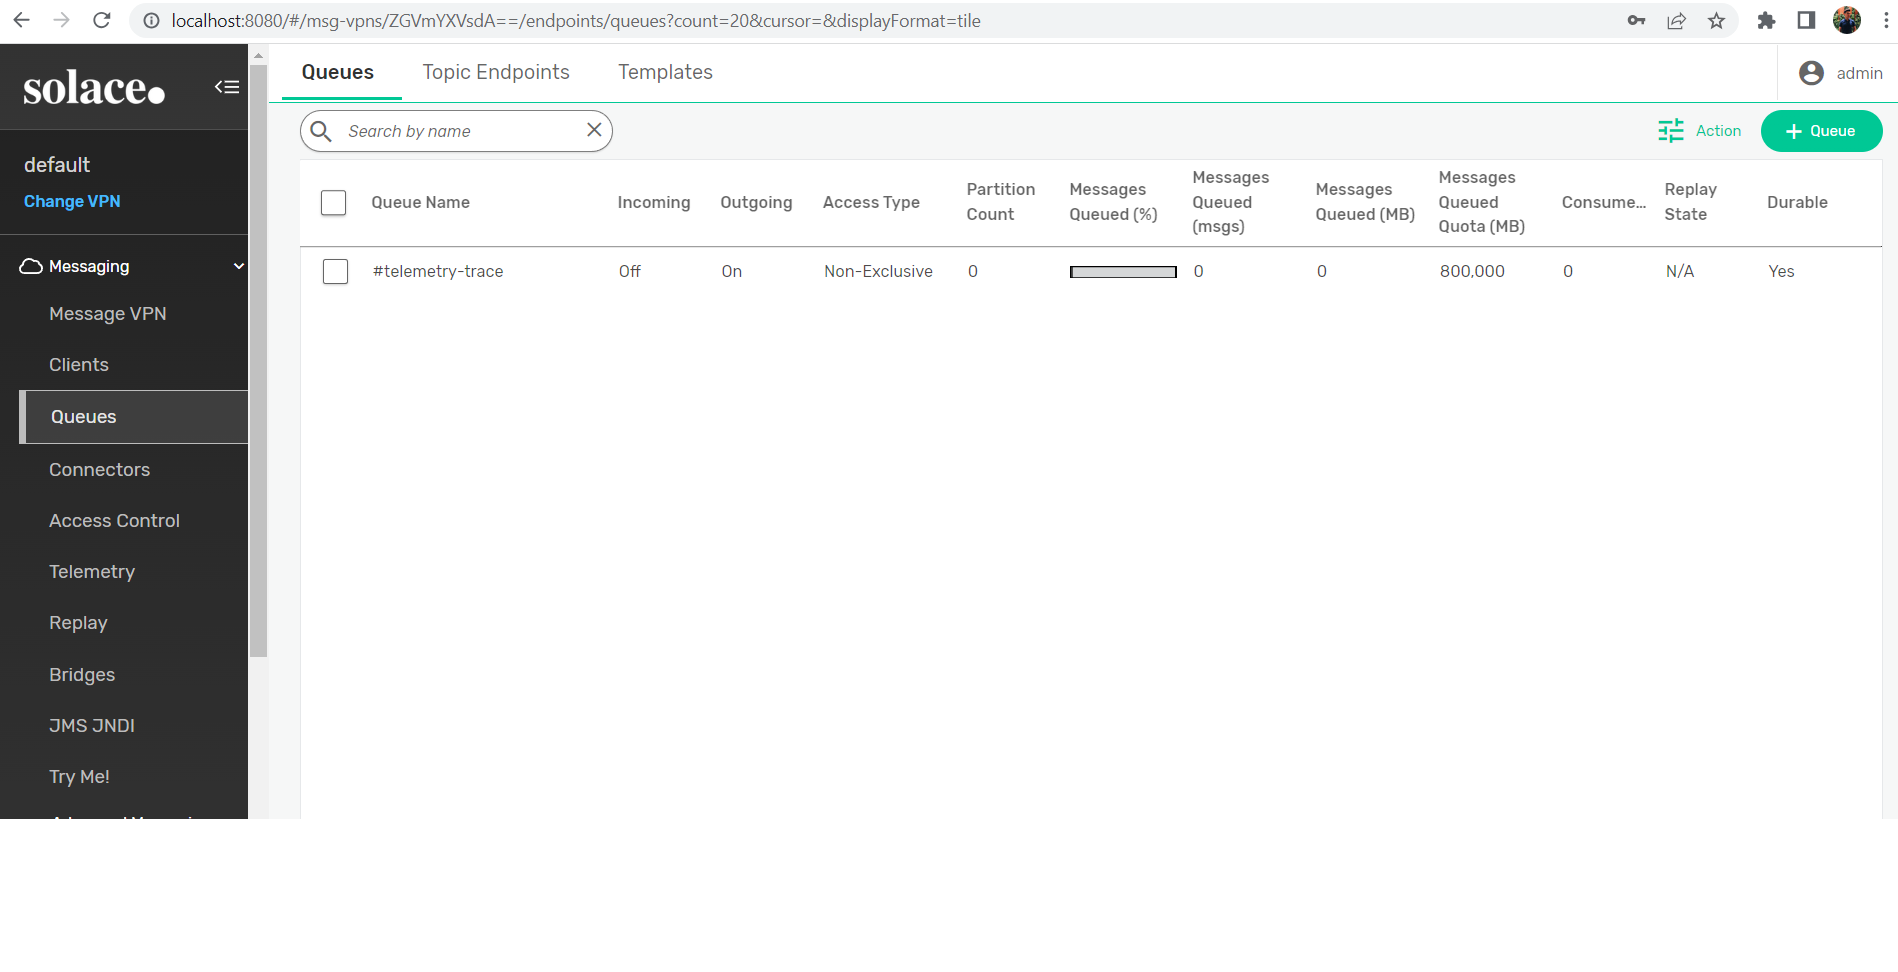 localhost:8080/#/msg-vpns/ZGVmYXVsdA==/endpoints/queues?count=20&cursor=&displayFormat=tile
solace.
default
Change VPN
Messaging
Message VPN
Clients
Queues
Connectors
Access Control
Telemetry
Replay
Bridges
JMS JNDI
Try Me!
Queues Topic Endpoints Templates
admin
Search by name
Action
+ Queue
Queue Name Incoming Outgoing Access Type Partition Count Messages Queued (%) Messages Queued (msgs) Messages Queued (MB) Messages Queued Quota (MB) Consume... Replay State Durable
#telemetry-trace Off On Non-Exclusive 0 0 0 800,000 0 N/A Yes